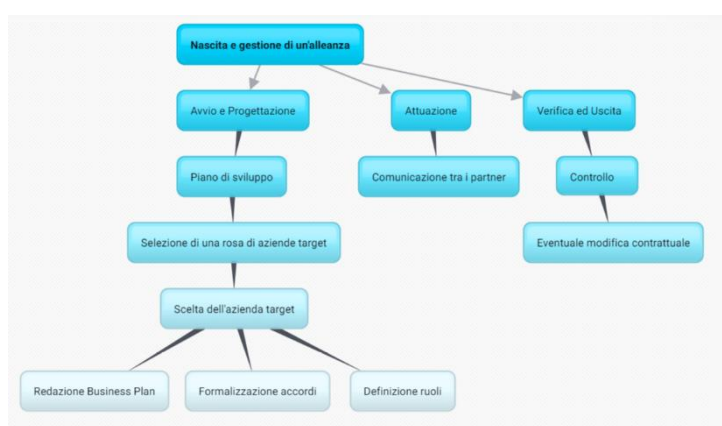 Nascita e gestione di un'alleanza
Avvio e Progettazione
Attuazione
Verifica ed Uscita
Piano di sviluppo
Comunicazione tra i partner
Controllo
Selezione di una rosa di aziende target
Eventuale modifica contrattuale
Scelta dell'azienda target
Redazione Business Plan
Formalizzazione accordi
Definizione ruoli